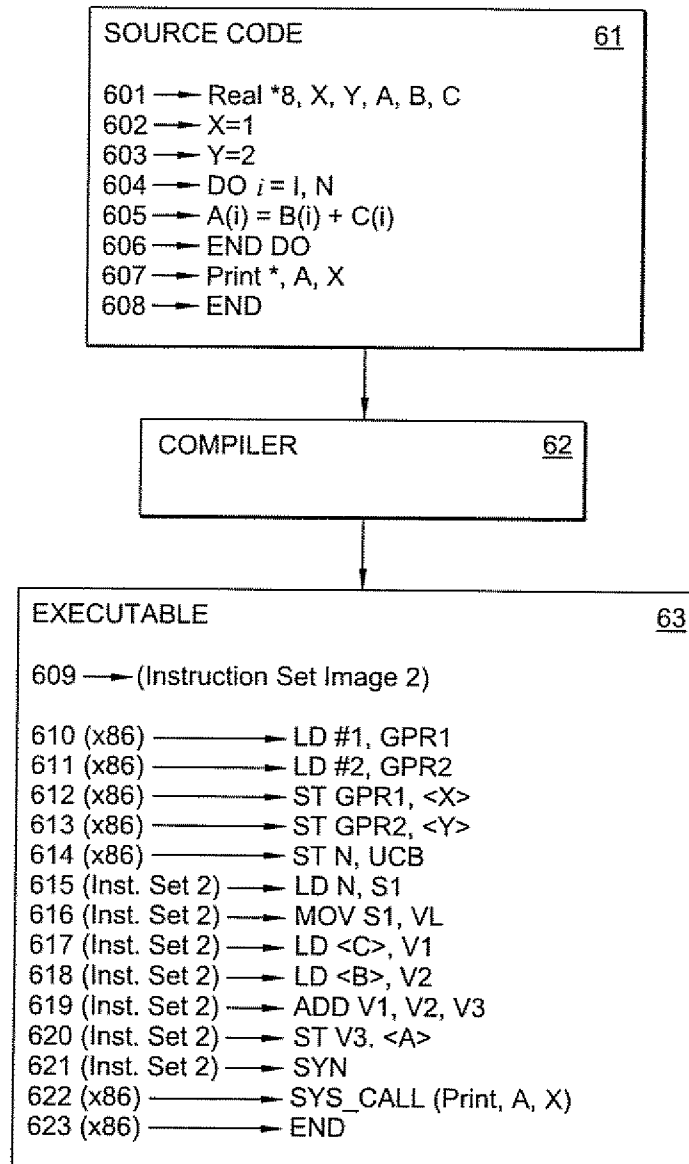 SOURCE CODE 61
601 → Real *8, X, Y, A, B, C
602 → X=1
603 → Y=2
604 → DO i = I, N
605 → A(i) = B(i) + C(i)
606 → END DO
607 → Print *, A, X
608 → END
COMPILER 62
EXECUTABLE 63
609 → (Instruction Set Image 2)
610 (x86) → LD #1, GPR1
611 (x86) → LD #2, GPR2
612 (x86) → ST GPR1, <X>
613 (x86) → ST GPR2, <Y>
614 (x86) → ST N, UCB
615 (Inst. Set 2) → LD N, S1
616 (Inst. Set 2) → MOV S1, VL
617 (Inst. Set 2) → LD <C>, V1
618 (Inst. Set 2) → LD <B>, V2
619 (Inst. Set 2) → ADD V1, V2, V3
620 (Inst. Set 2) → ST V3, <A>
621 (Inst. Set 2) → SYN
622 (x86) → SYS_CALL (Print, A, X)
623 (x86) → END